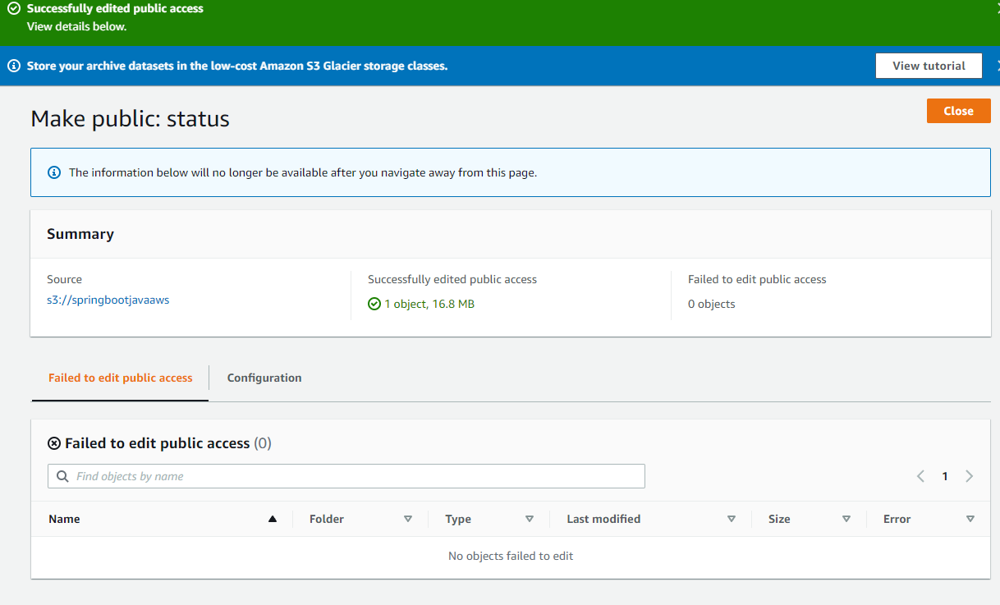 Successfully edited public access
View details below.
Store your archive datasets in the low-cost Amazon S3 Glacier storage classes.
View tutorial
Make public: status
Close
The information below will no longer be available after you navigate away from this page.
Summary
Source
Successfully edited public access
Failed to edit public access
s3://springbootjavaaws
1 object, 16.8 MB
0 objects
Failed to edit public access
Configuration
Failed to edit public access (0)
Find objects by name
1
Name
Folder
Type
Last modified
Size
Error
No objects failed to edit